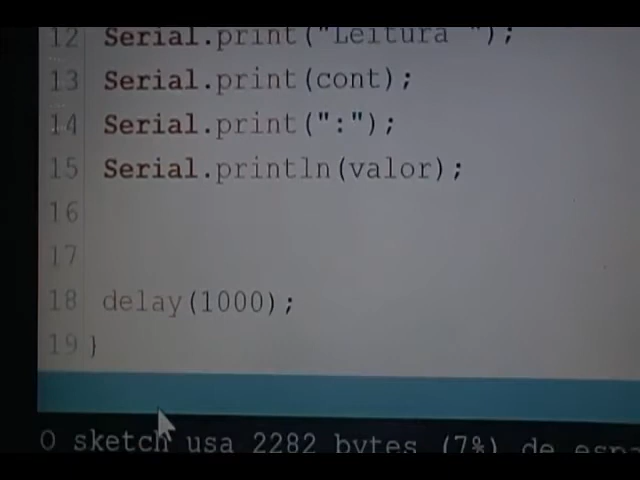 12 Serial.print("Leitura ");
13 Serial.print(cont);
14 Serial.print(":");
15 Serial.println(valor);
16
17
18 delay(1000);
19 }
O sketch usa 2282 bytes (7%) de